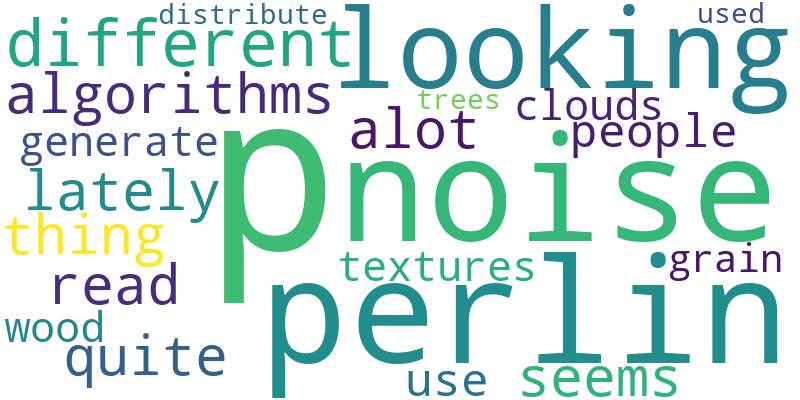 distribute
used
different
looking
algorithms
trees
clouds
alot
people
generate
p
noise
lately
thing
textures
grain
read
perlin
wood
quite
use
seems